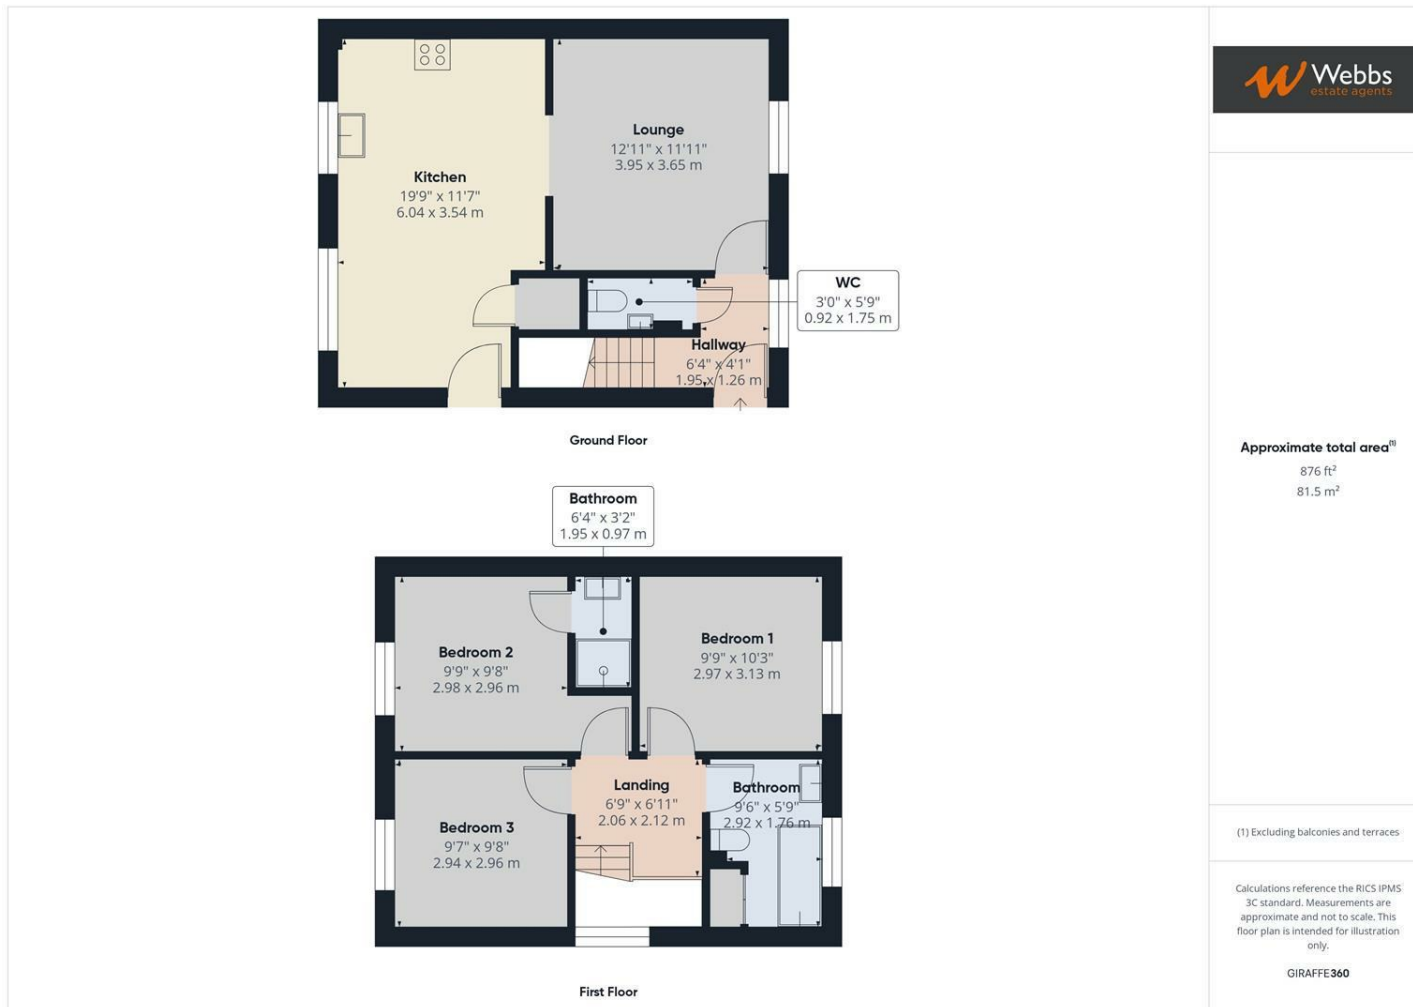 Webbs
estate agents
Lounge
12'11" x 11'11"
3.95 x 3.65 m
Kitchen
19'9" x 11'7"
6.04 x 3.54 m
WC
3'0" x 5'9"
0.92 x 1.75 m
Hallway
6'4" x 4'1"
1.95 x 1.26 m
Ground Floor
Approximate total area(1)
876 ft²
81.5 m²
Bathroom
6'4" x 3'2"
1.95 x 0.97 m
Bedroom 1
9'9" x 10'3"
2.97 x 3.13 m
Bedroom 2
9'9" x 9'8"
2.98 x 2.96 m
Landing
6'9" x 6'11"
2.06 x 2.12 m
Bathroom
9'6" x 5'9"
2.92 x 1.76 m
Bedroom 3
9'7" x 9'8"
2.94 x 2.96 m
First Floor
(1) Excluding balconies and terraces
Calculations reference the RICS IPMS
3C standard. Measurements are
approximate and not to scale. This
floor plan is intended for illustration
only.
GIRAFFE360